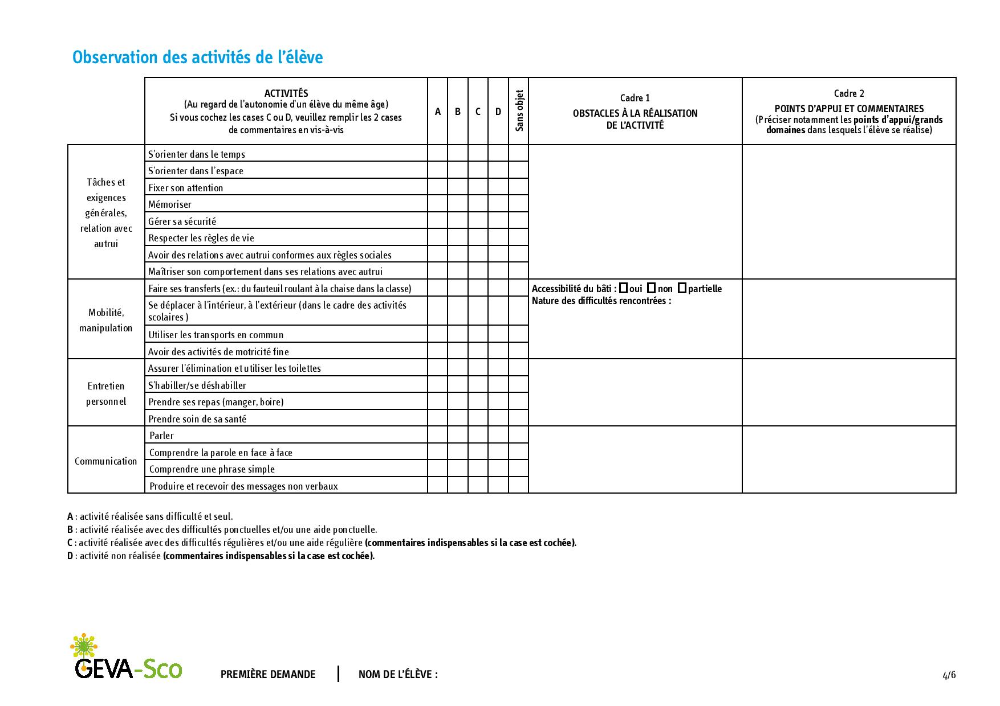 Observation des activités de l’élève
ACTIVITÉS
(Au regard de l’autonomie d’un élève du même âge)
Si vous cochez les cases C ou D, veuillez remplir les 2 cases
de commentaires en vis-à-vis
A
B
C
D
Sans objet
Cadre 1
OBSTACLES À LA RÉALISATION
DE L’ACTIVITÉ
Cadre 2
POINTS D’APPUI ET COMMENTAIRES
(Préciser notamment les points d’appui/grands
domaines dans lesquels l’élève se réalise)
Tâches et
exigences
générales,
relation avec
autrui
S’orienter dans le temps
S’orienter dans l’espace
Fixer son attention
Mémoriser
Gérer sa sécurité
Respecter les règles de vie
Avoir des relations avec autrui conformes aux règles sociales
Maîtriser son comportement dans ses relations avec autrui
Mobilité,
manipulation
Faire ses transferts (ex.: du fauteuil roulant à la chaise dans la classe)
Se déplacer à l’intérieur, à l’extérieur (dans le cadre des activités
scolaires )
Utiliser les transports en commun
Avoir des activités de motricité fine
Accessibilité du bâti : oui non partielle
Nature des difficultés rencontrées :
Entretien
personnel
Assurer l’élimination et utiliser les toilettes
S’habiller/se déshabiller
Prendre ses repas (manger, boire)
Prendre soin de sa santé
Communication
Parler
Comprendre la parole en face à face
Comprendre une phrase simple
Produire et recevoir des messages non verbaux
A : activité réalisée sans difficulté et seul.
B : activité réalisée avec des difficultés ponctuelles et/ou une aide ponctuelle.
C : activité réalisée avec des difficultés régulières et/ou une aide régulière (commentaires indispensables si la case est cochée).
D : activité non réalisée (commentaires indispensables si la case est cochée).
GEVA-Sco
PREMIÈRE DEMANDE
NOM DE L’ÉLÈVE :
4/6